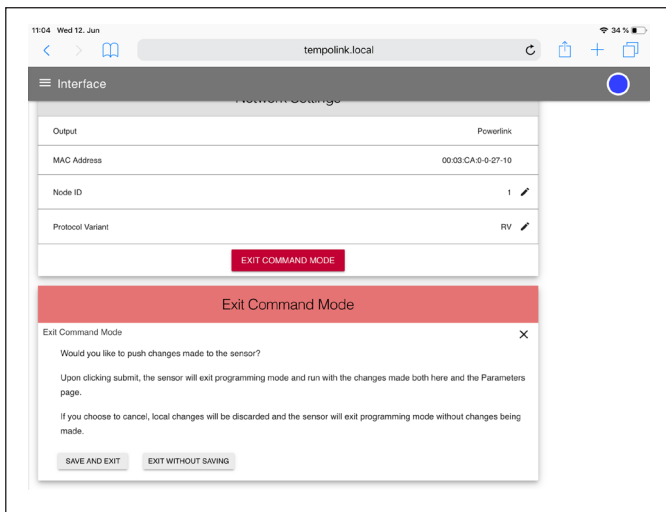 11:04 Wed 12. Jun
34 %
tempolink.local
Interface
Network Settings
Output
Powerlink
MAC Address
00:03:CA:0-0-27-10
Node ID
1
Protocol Variant
RV
EXIT COMMAND MODE
Exit Command Mode
Exit Command Mode
Would you like to push changes made to the sensor?
Upon clicking submit, the sensor will exit programming mode and run with the changes made both here and the Parameters
page.
If you choose to cancel, local changes will be discarded and the sensor will exit programming mode without changes being
made.
SAVE AND EXIT
EXIT WITHOUT SAVING